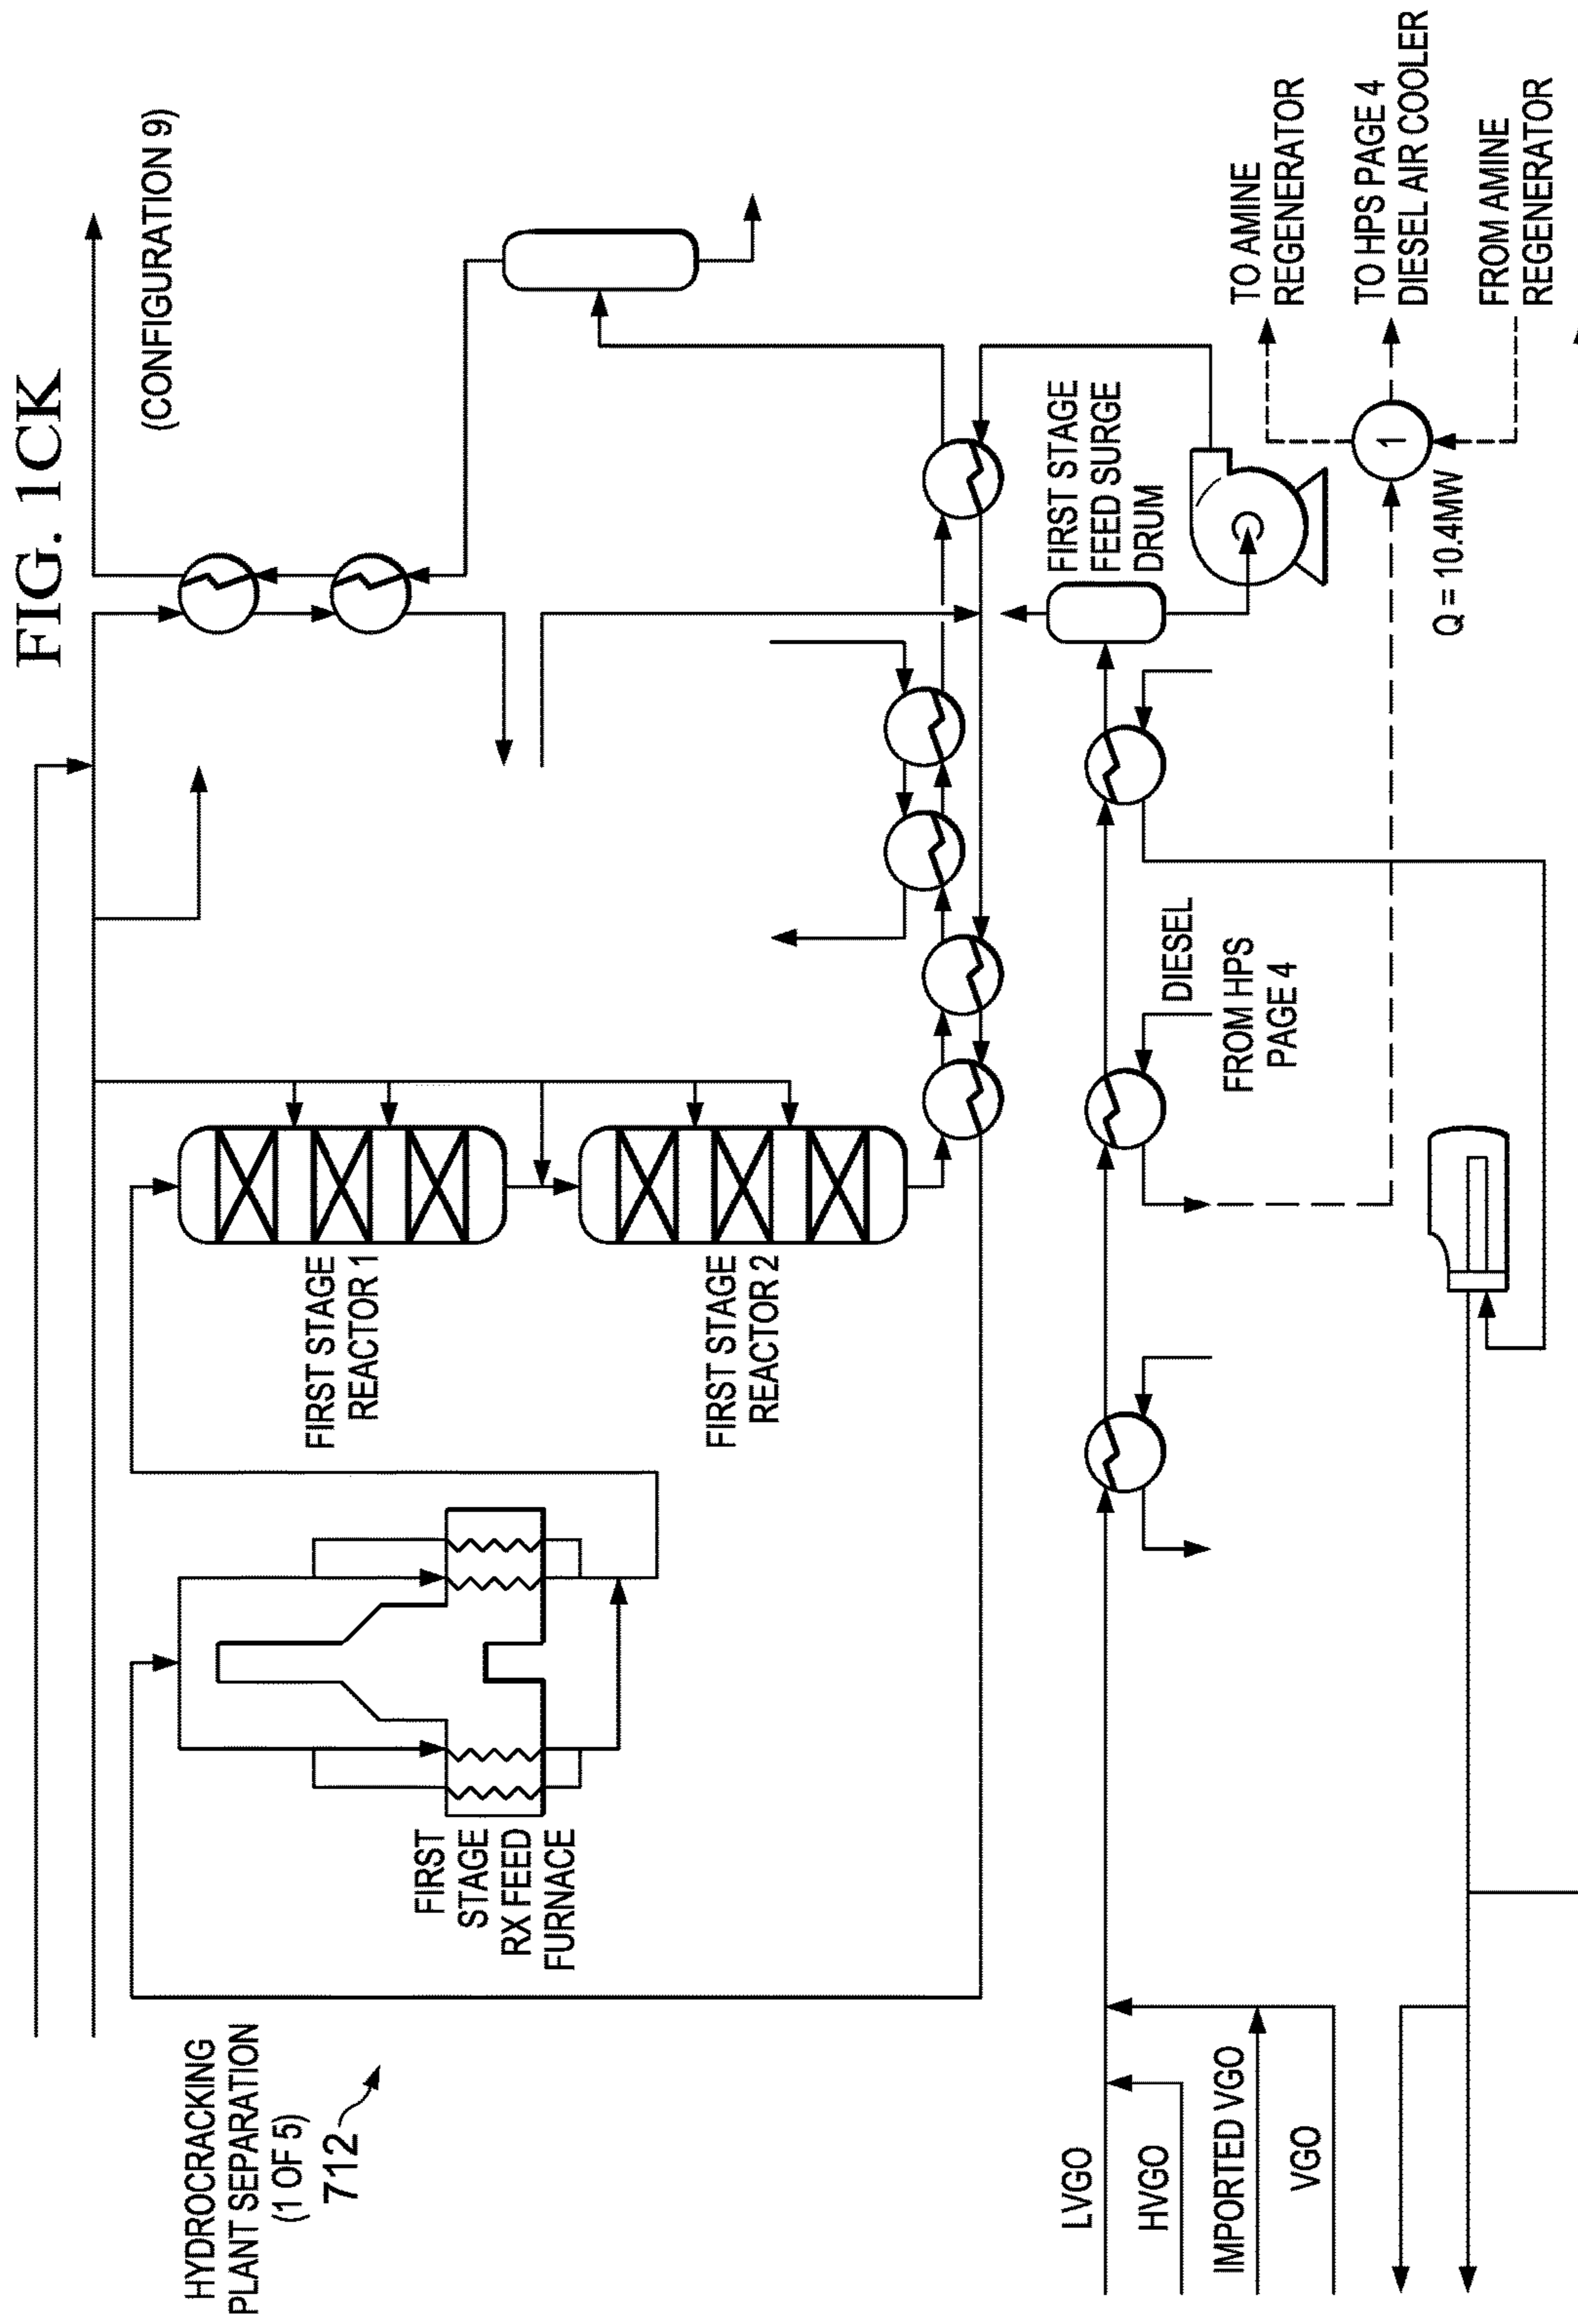 FIG. 1CK
(CONFIGURATION 9)
HYDROCRACKING
PLANT SEPARATION
(1 OF 5)
712
FIRST
STAGE
RX FEED
FURNACE
FIRST STAGE
REACTOR 1
FIRST STAGE
REACTOR 2
FIRST STAGE
FEED SURGE
DRUM
LVGO
HVGO
IMPORTED VGO
VGO
DIESEL
FROM HPS
PAGE 4
Q = 10.4MW
1
TO AMINE
REGENERATOR
TO HPS PAGE 4
DIESEL AIR COOLER
FROM AMINE
REGENERATOR